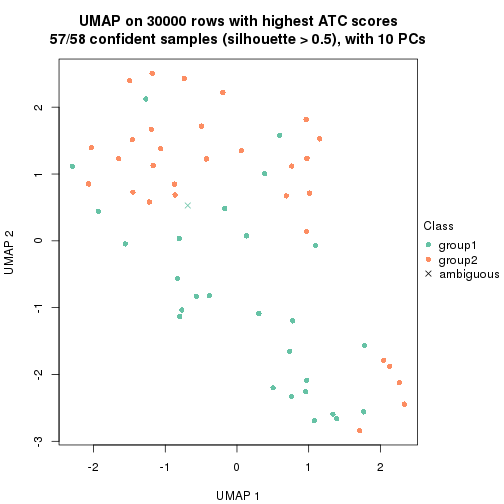 UMAP on 30000 rows with highest ATC scores
57/58 confident samples (silhouette > 0.5), with 10 PCs
2
1
0
-1
-2
-3
UMAP 2
-2
-1
0
1
2
UMAP 1
Class
group1
group2
ambiguous